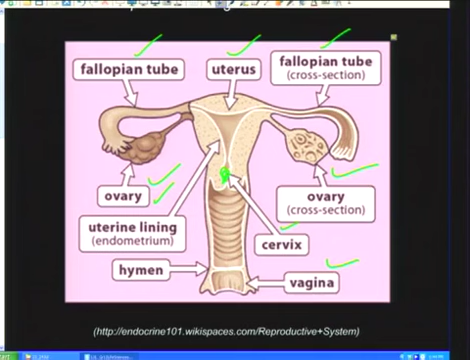 fallopian tube
uterus
fallopian tube
(cross-section)
ovary
ovary
(cross-section)
uterine lining
(endometrium)
cervix
hymen
vagina
(http://endocrine101.wikispaces.com/Reproductive+System)